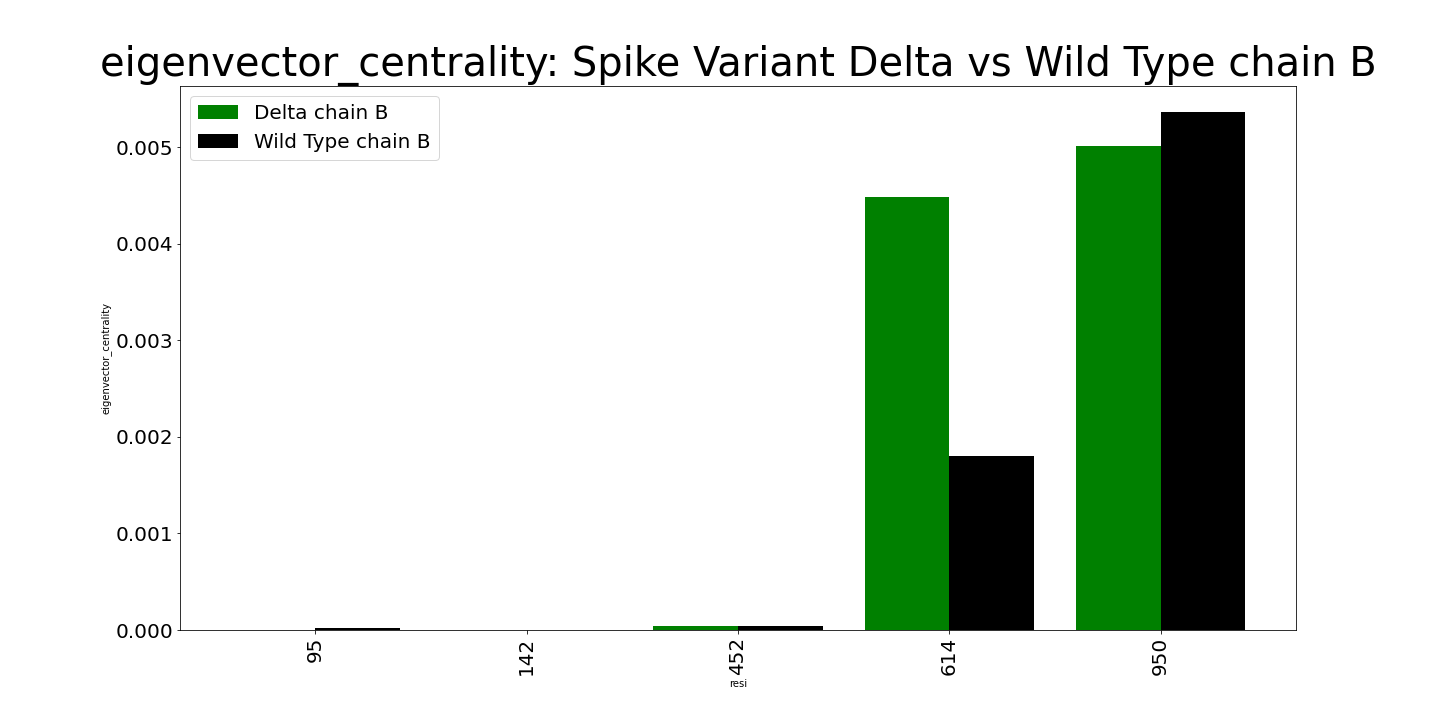 eigenvector_centrality: Spike Variant Delta vs Wild Type chain B
Delta chain B
Wild Type chain B
0.005
0.004
0.003
0.002
0.001
0.000
eigenvector_centrality
95
142
452
614
950
resi